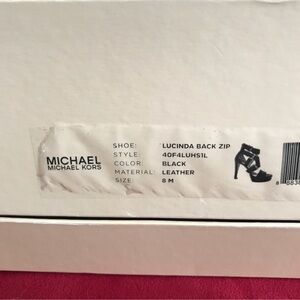 MICHAEL
MICHAEL KORS
SHOE: LUCINDA BACK ZIP
STYLE: 40F4LUHS1L
COLOR: BLACK
MATERIAL: LEATHER
SIZE: 8 M